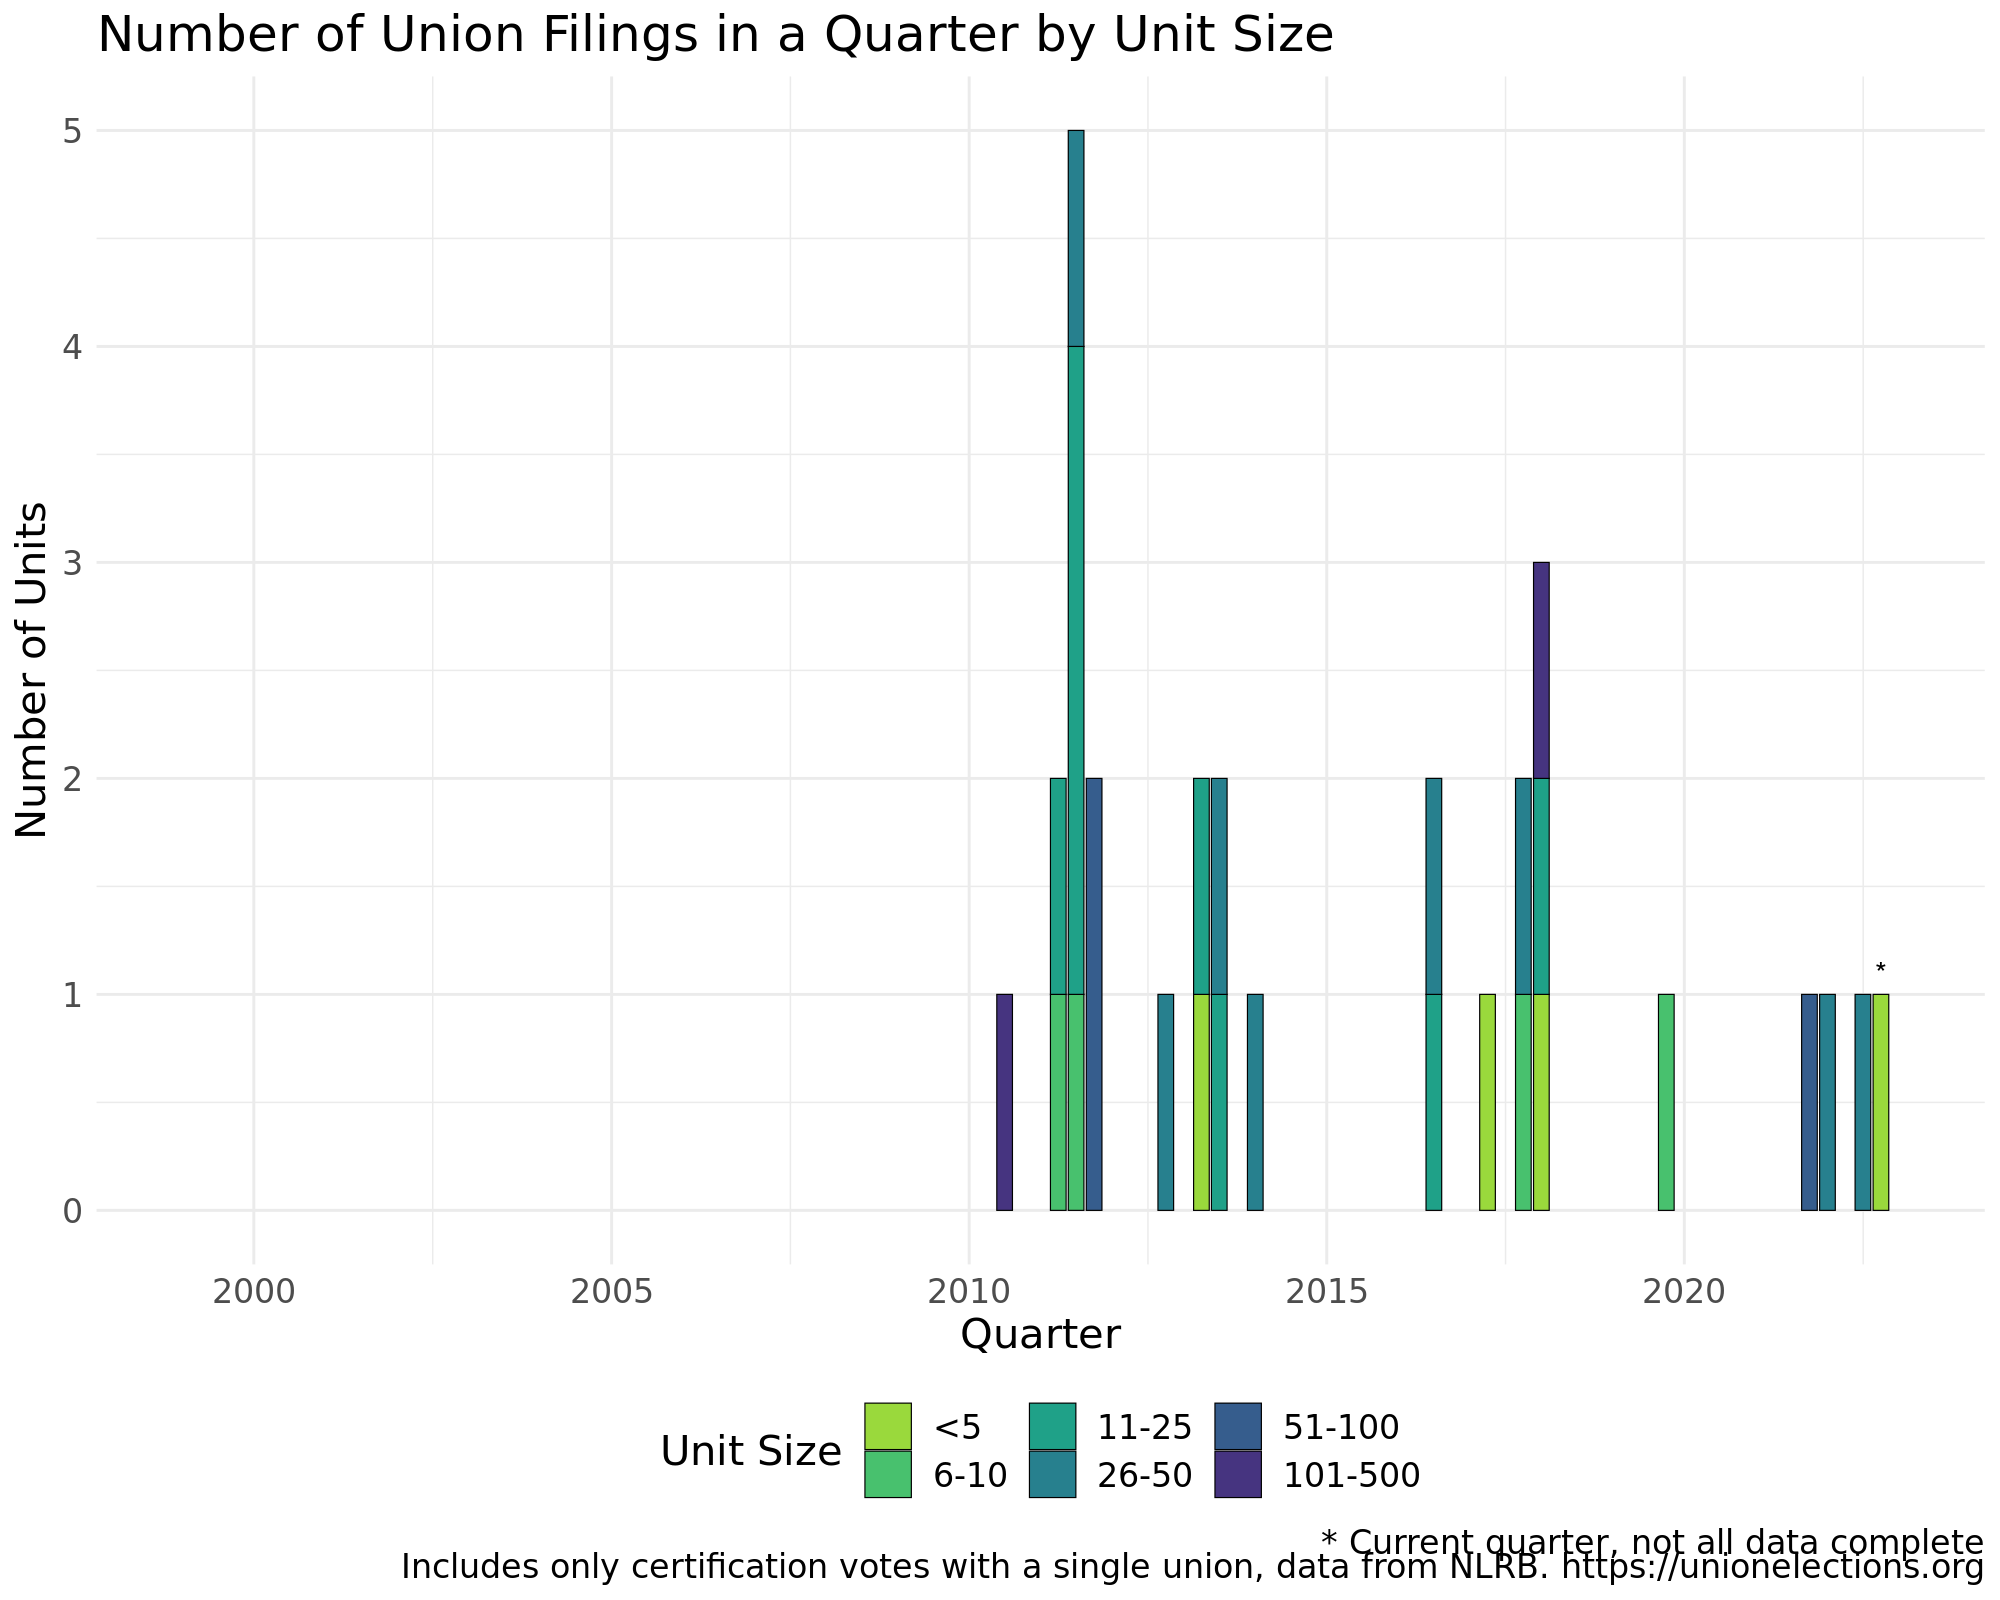 Number of Union Filings in a Quarter by Unit Size
Number of Units
5
4
3
2
1
0
*
2000 2005 2010 2015 2020
Quarter
Unit Size
<5 11-25 51-100
6-10 26-50 101-500
* Current quarter, not all data complete
Includes only certification votes with a single union, data from NLRB. https://unionelections.org